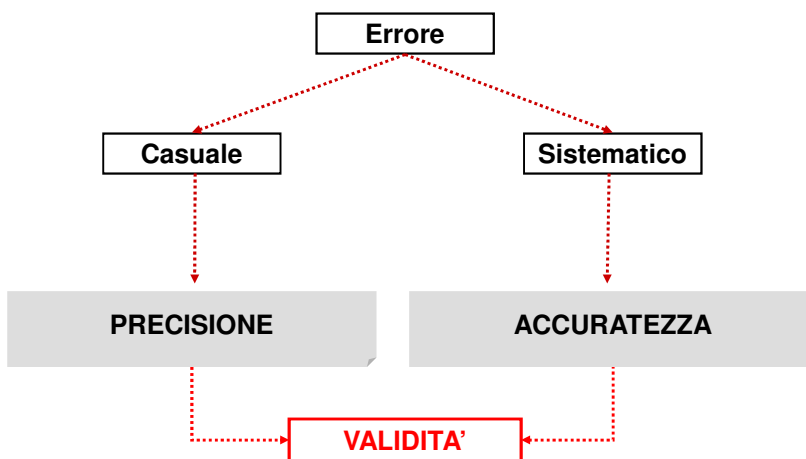 Errore
Casuale
Sistematico
PRECISIONE
ACCURATEZZA
VALIDITA’